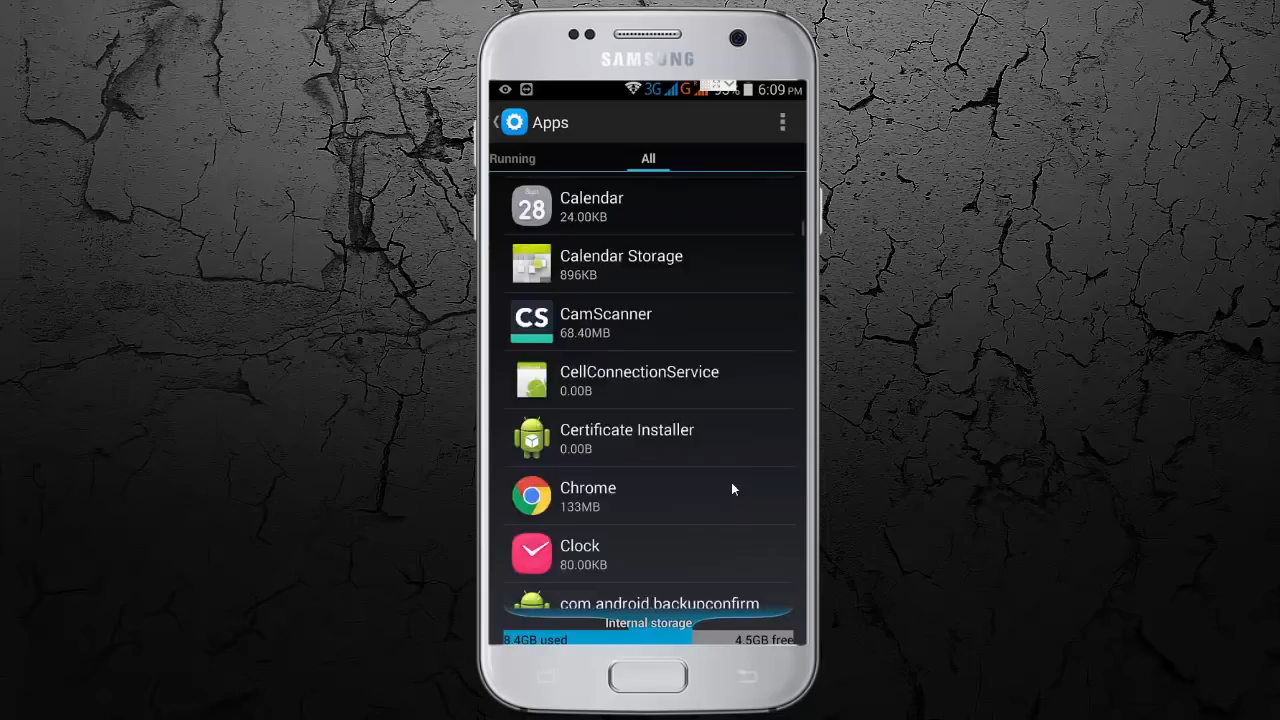 SAMSUNG
3G G 6:09 PM
Apps
Running All
Calendar
28 24.00KB
Calendar Storage
896KB
CamScanner
CS 68.40MB
CellConnectionService
0.00B
Certificate Installer
0.00B
Chrome
133MB
Clock
80.00KB
com.android.backupconfirm
Internal storage
8.4GB used 4.5GB free